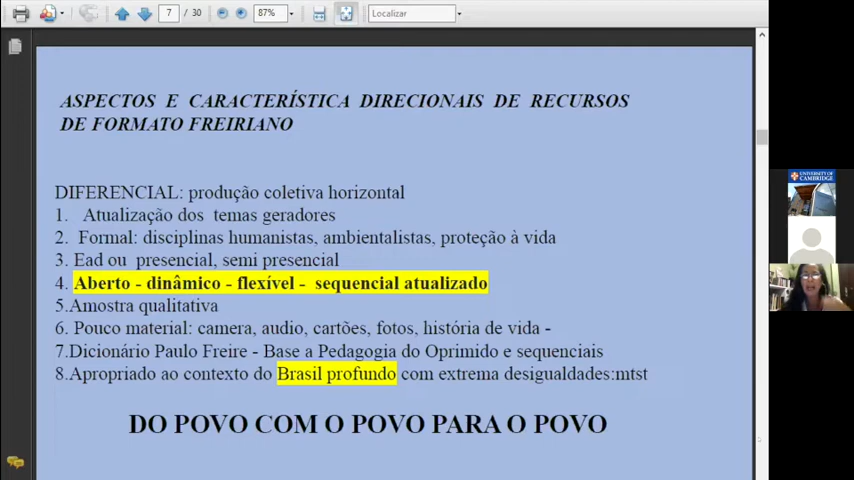 7 / 30
87%
Localizar
ASPECTOS E CARACTERÍSTICA DIRECIONAIS DE RECURSOS
DE FORMATO FREIRIANO
DIFERENCIAL: produção coletiva horizontal
1. Atualização dos temas geradores
2. Formal: disciplinas humanistas, ambientalistas, proteção à vida
3. Ead ou presencial, semi presencial
4. Aberto - dinâmico - flexível - sequencial atualizado
5.Amostra qualitativa
6. Pouco material: camera, audio, cartões, fotos, história de vida -
7.Dicionário Paulo Freire - Base a Pedagogia do Oprimido e sequenciais
8.Apropriado ao contexto do Brasil profundo com extrema desigualdades:mtst
DO POVO COM O POVO PARA O POVO
UNIVERSITY OF
CAMBRIDGE